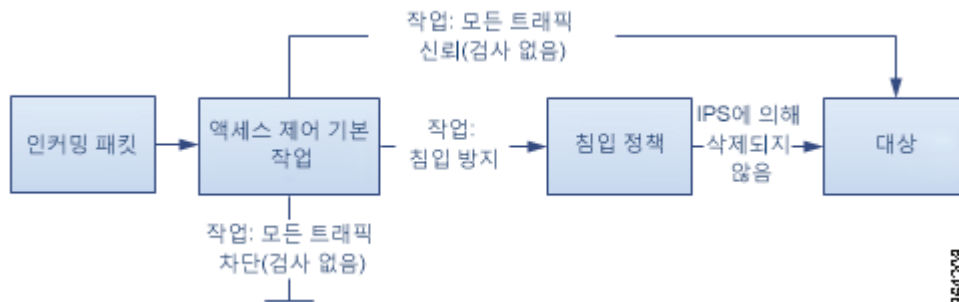 작업: 모든 트래픽
신뢰(검사 없음)
인커밍 패킷
액세스 제어 기본
작업
작업:
침입 방지
침입 정책
IPS에 의해
삭제되지
않음
대상
작업: 모든 트래픽
차단(검사 없음)